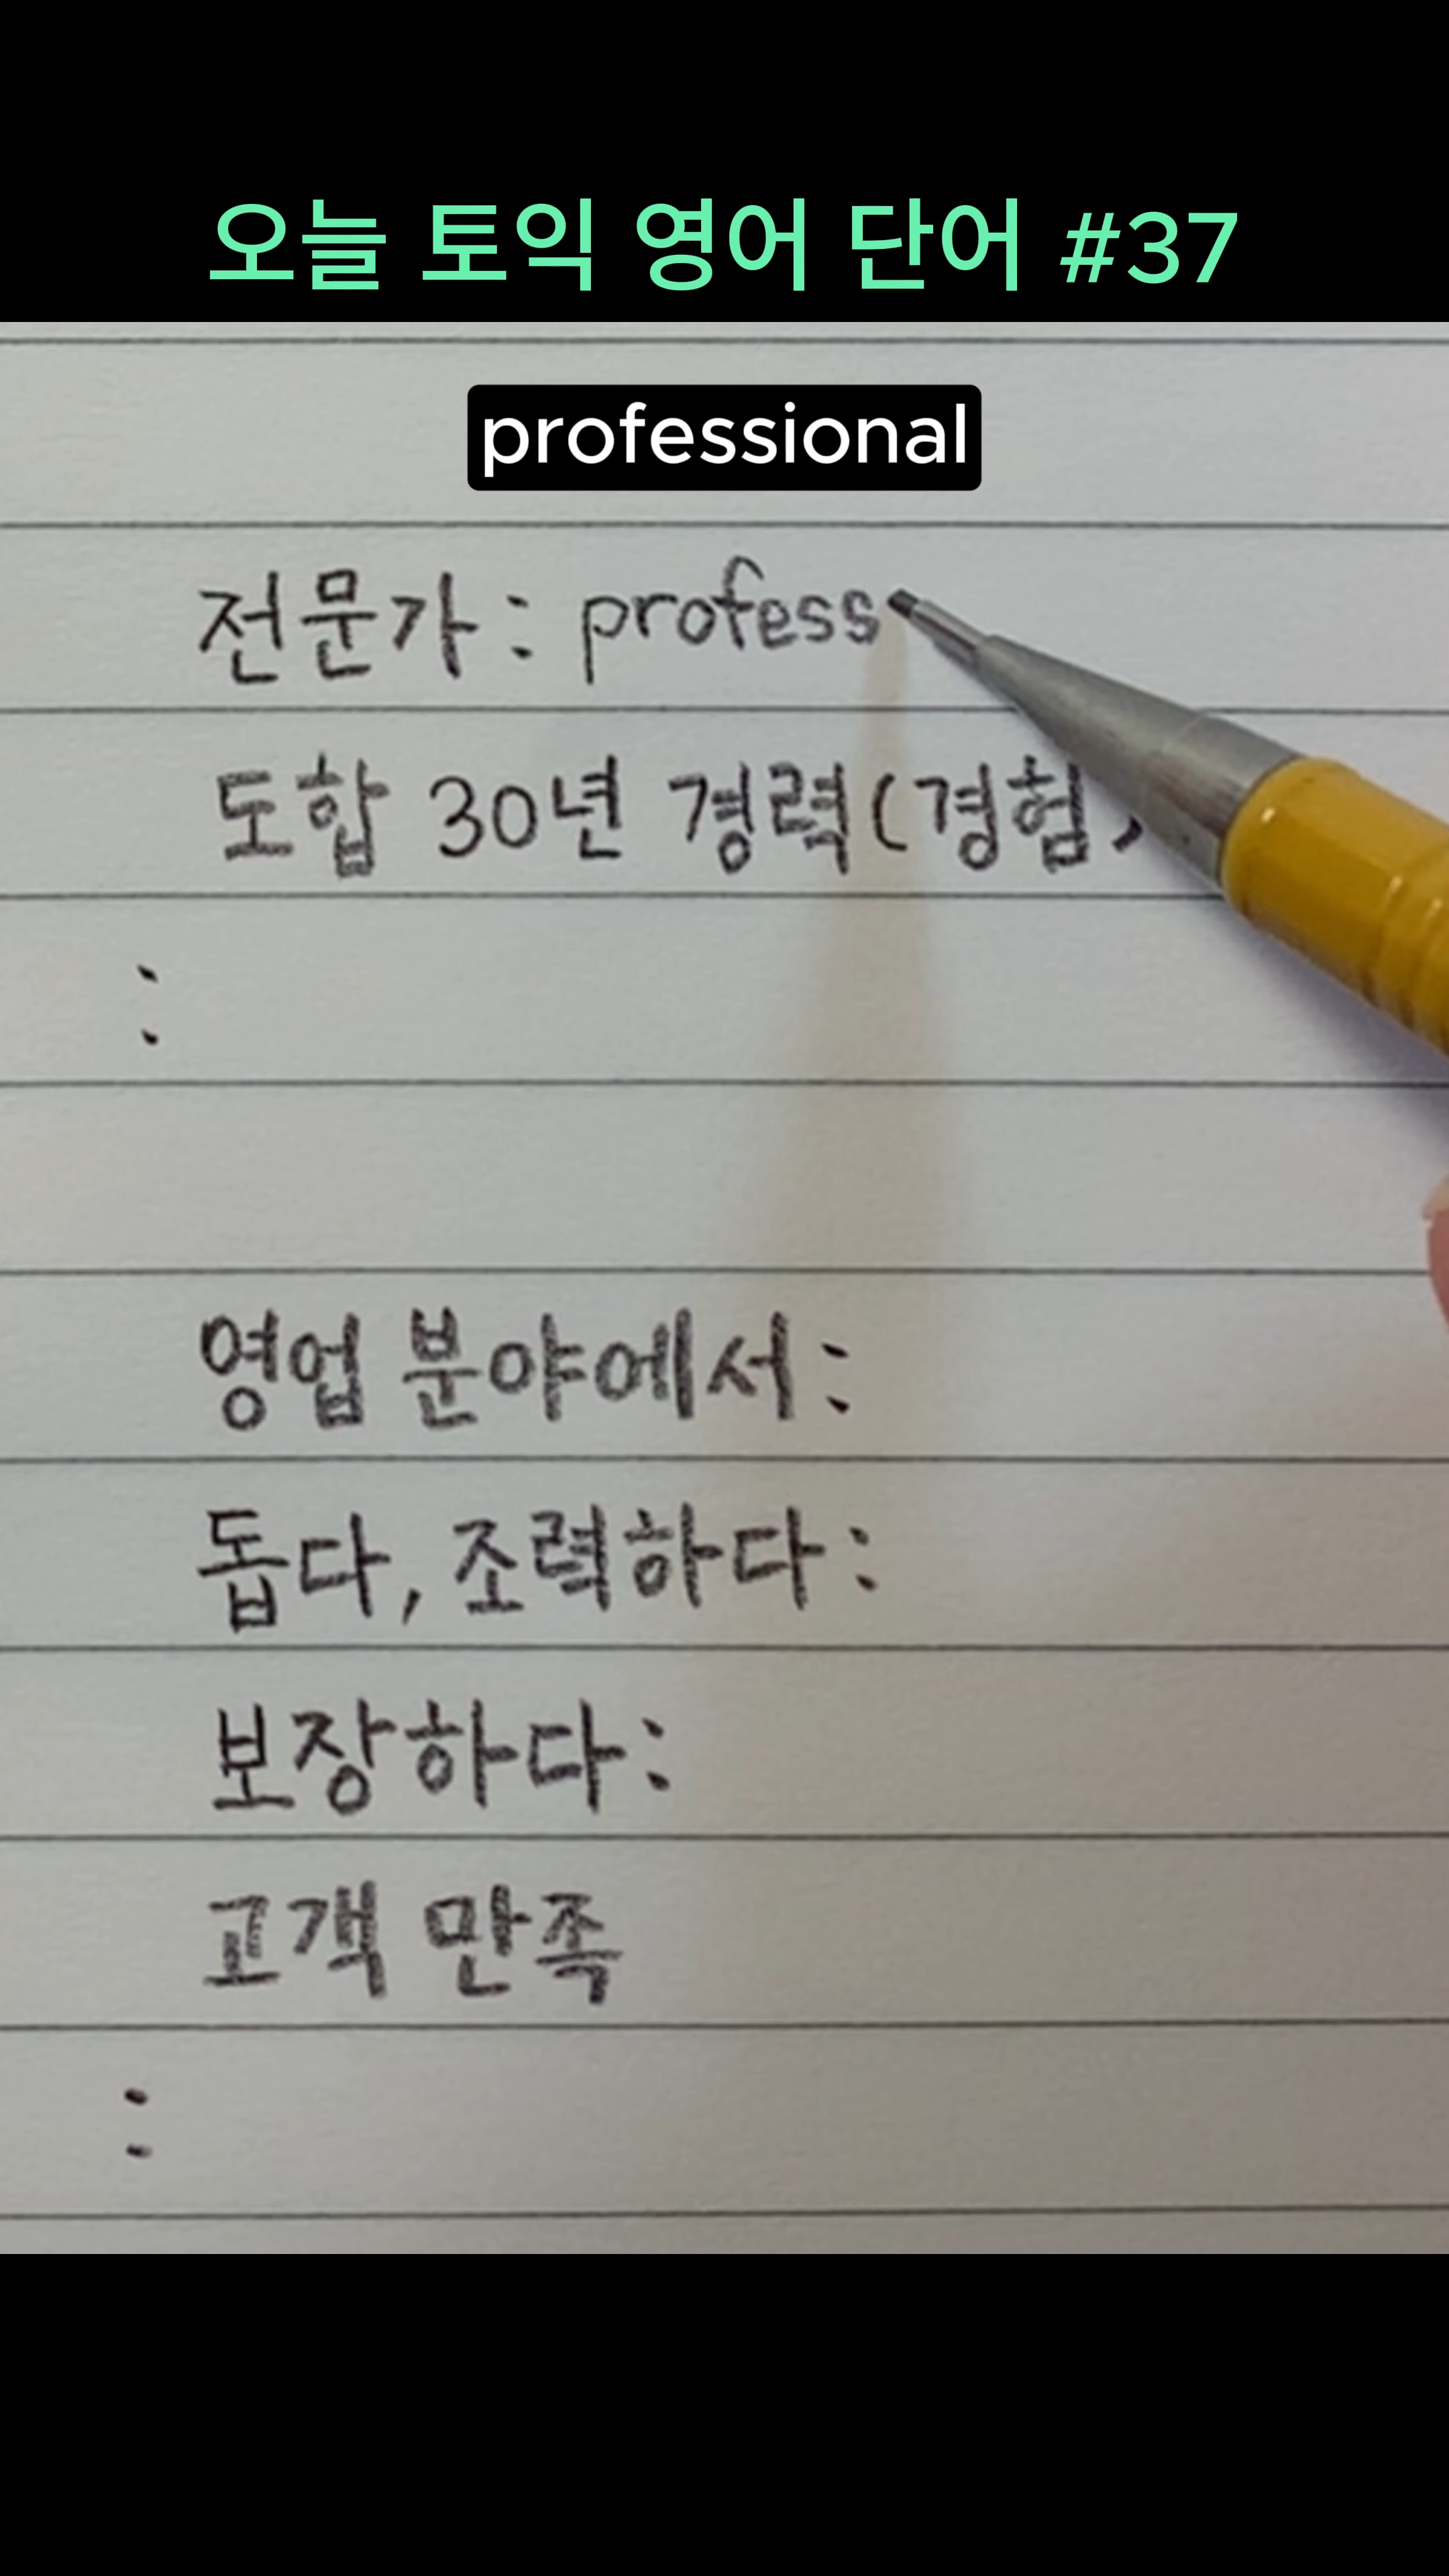 오늘 토익 영어 단어 #37
professional
전문가 : profess
도합 30년 경력(경험,
:
영업 분야에서 :
돕다, 조력하다 :
보장하다 :
고객 만족
: